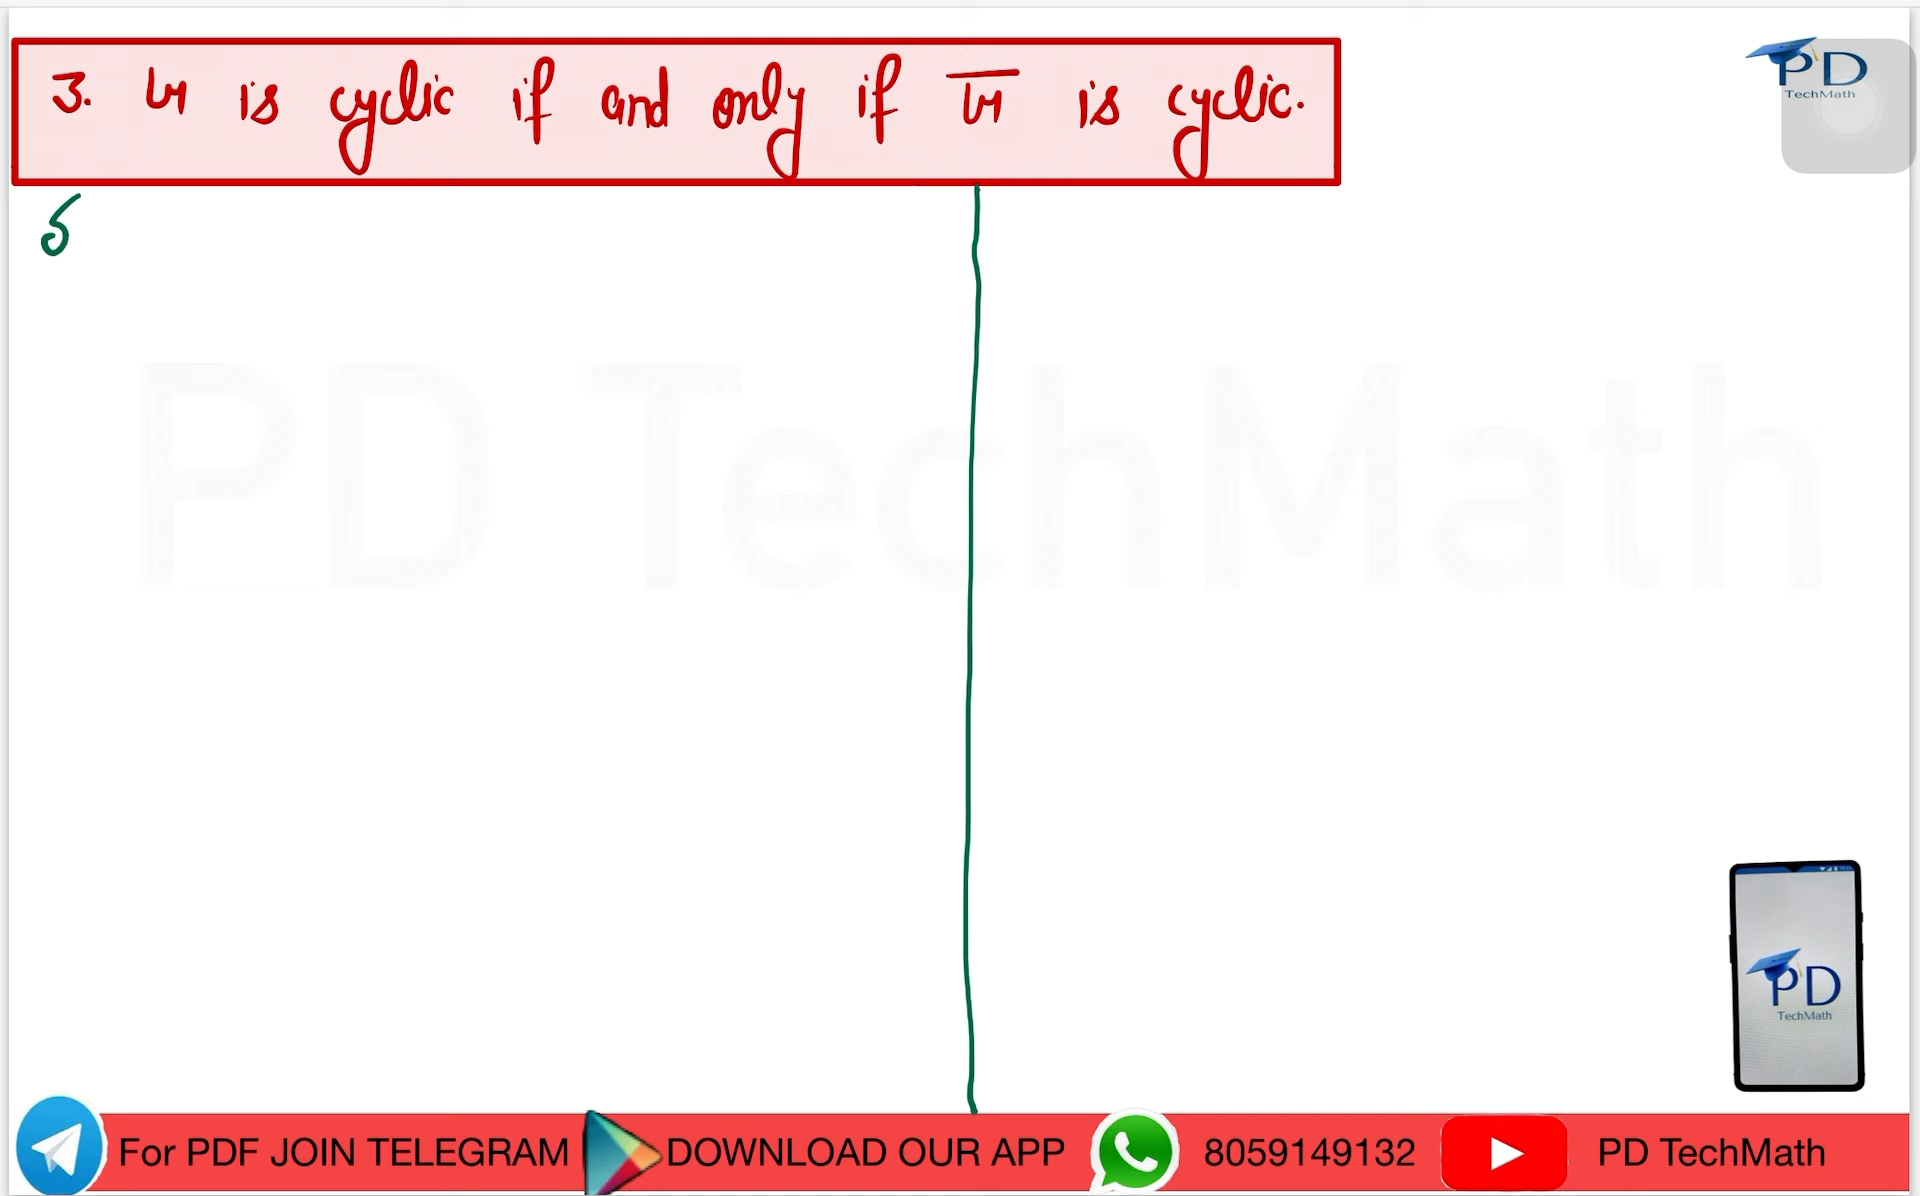 3. G is cyclic if and only if G̅ is cyclic.
PD
TechMath
S
PD TechMath
PD
TechMath
For PDF JOIN TELEGRAM DOWNLOAD OUR APP 8059149132 PD TechMath